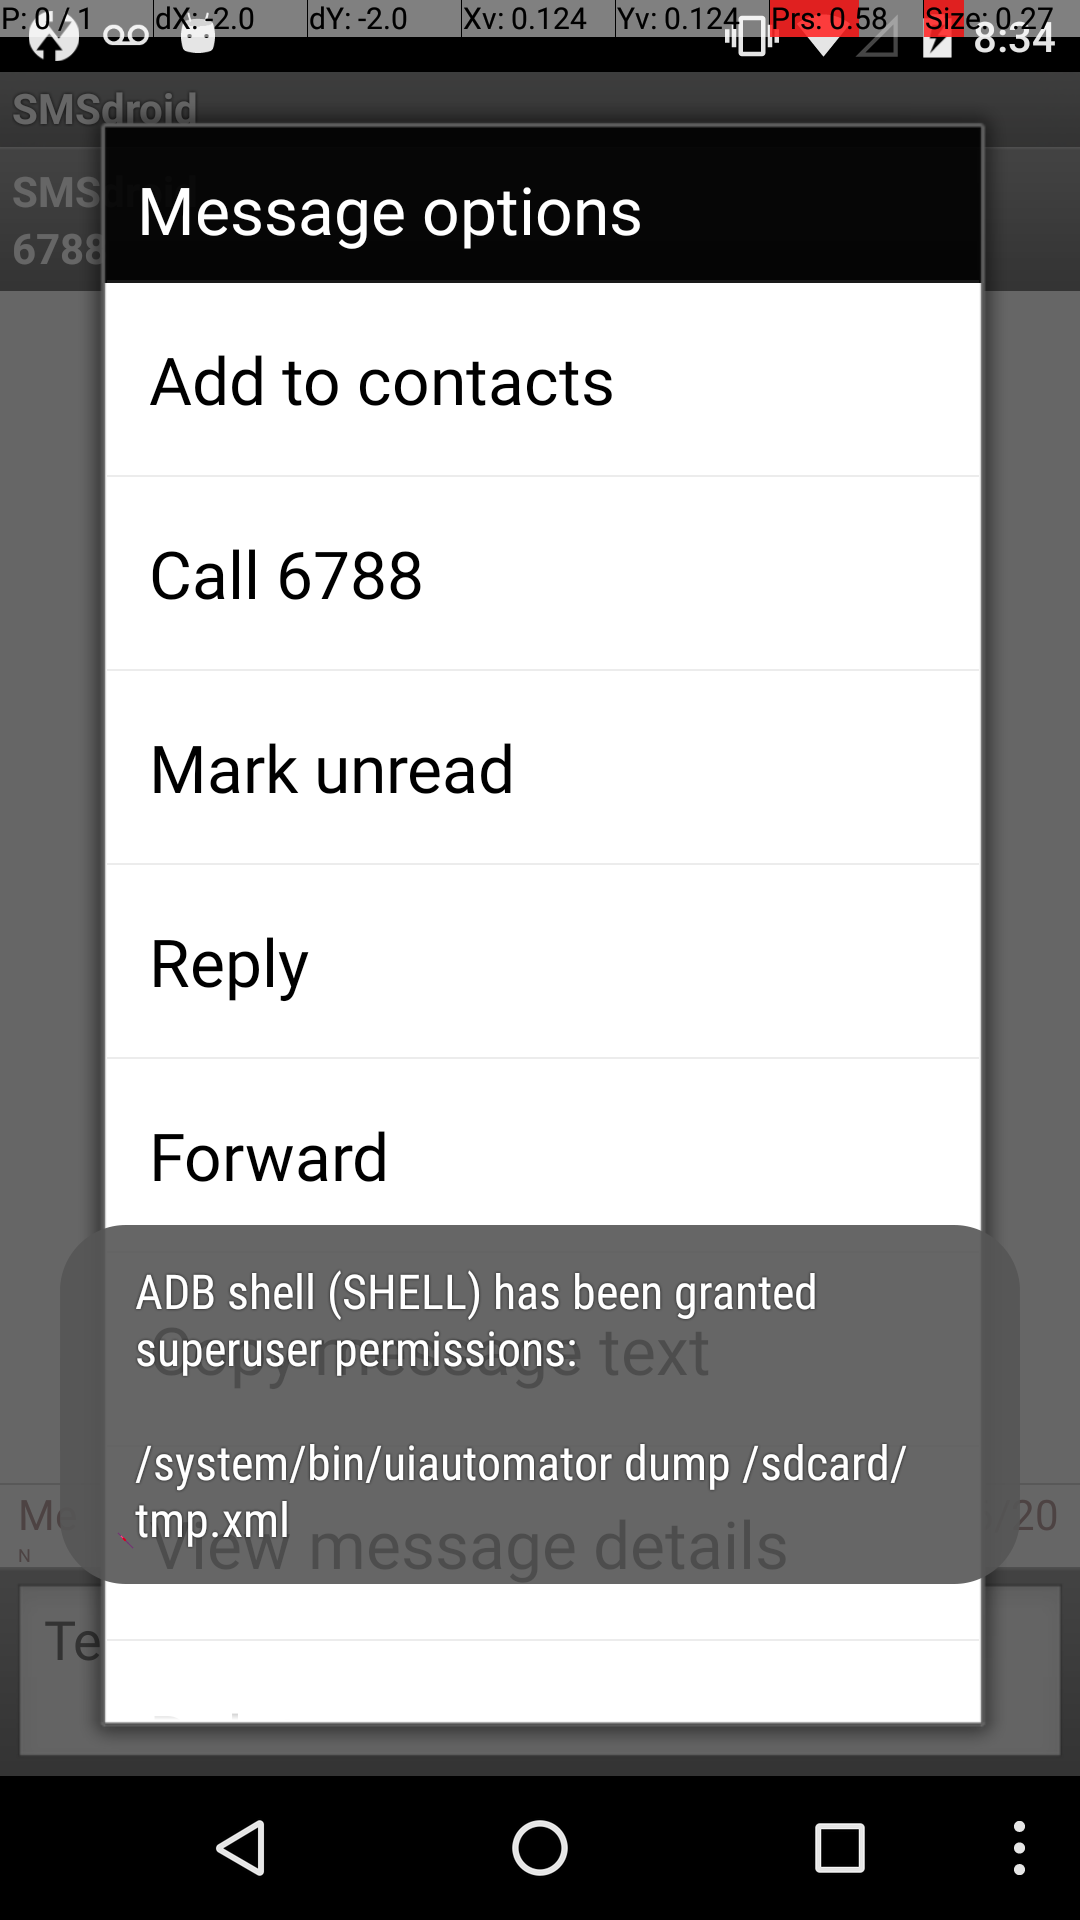 P: 0 / 1 dX: -2.0 dY: -2.0 Xv: 0.124 Yv: 0.124 Prs: 0.58 Size: 0.27
8:34
SMSdroid
SMSdroid
6788
Message options
Add to contacts
Call 6788
Mark unread
Reply
Forward
Copy message text
ADB shell (SHELL) has been granted
superuser permissions:
/system/bin/uiautomator dump /sdcard/
tmp.xml
View message details
Me
/20
N
Te